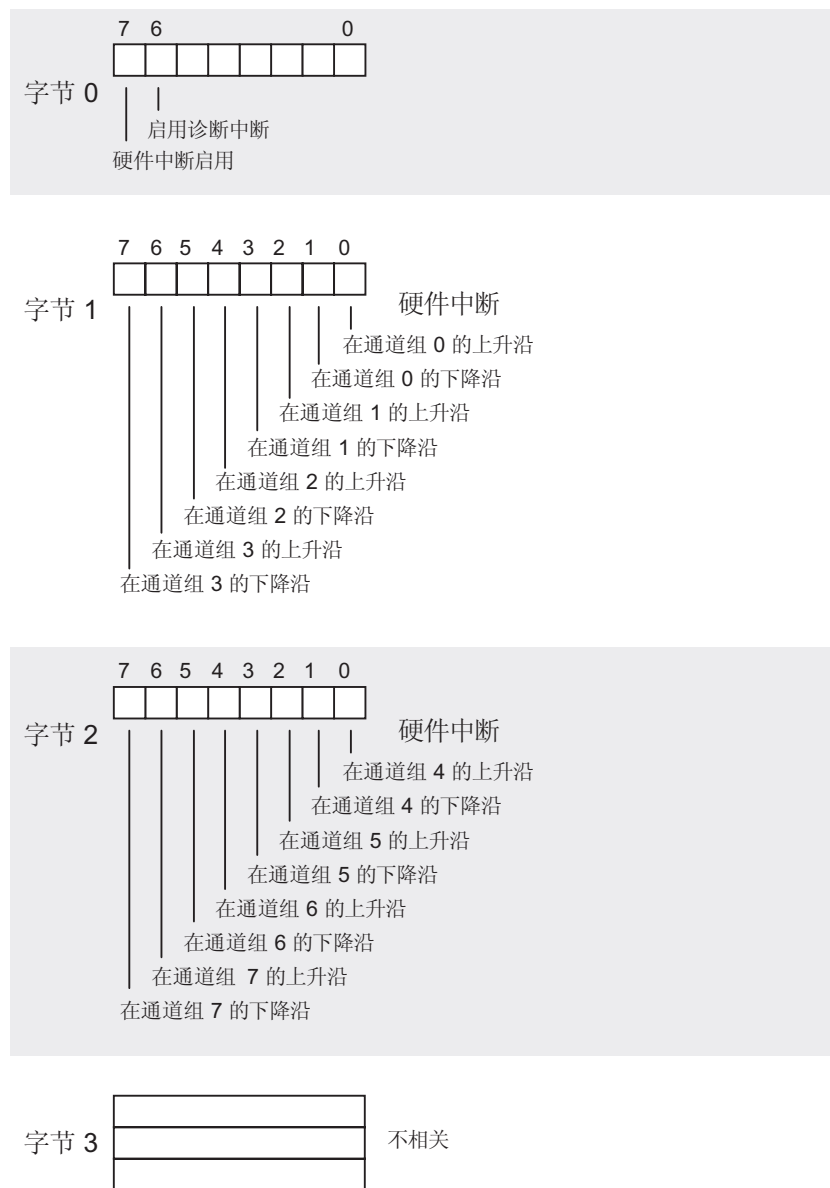 7 6 0
字节 0
启用诊断中断
硬件中断启用
7 6 5 4 3 2 1 0
字节 1
硬件中断
在通道组 0 的上升沿
在通道组 0 的下降沿
在通道组 1 的上升沿
在通道组 1 的下降沿
在通道组 2 的上升沿
在通道组 2 的下降沿
在通道组 3 的上升沿
在通道组 3 的下降沿
7 6 5 4 3 2 1 0
字节 2
硬件中断
在通道组 4 的上升沿
在通道组 4 的下降沿
在通道组 5 的上升沿
在通道组 5 的下降沿
在通道组 6 的上升沿
在通道组 6 的下降沿
在通道组 7 的上升沿
在通道组 7 的下降沿
字节 3
不相关